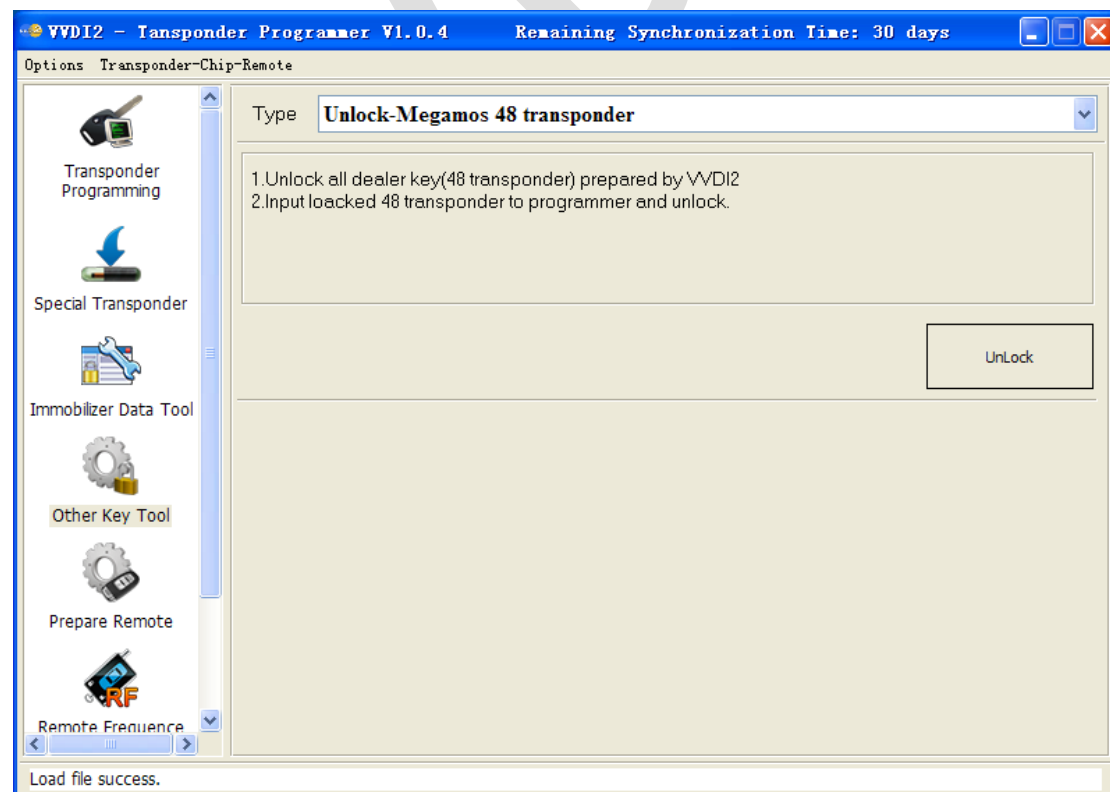 VVDI2 - Tansponder Programmer V1.0.4 Remaining Synchronization Time: 30 days
Options Transponder-Chip-Remote
Transponder
Programming
Special Transponder
Immobilizer Data Tool
Other Key Tool
Prepare Remote
RF
Remote Frequence
Type Unlock-Megamos 48 transponder
1.Unlock all dealer key(48 transponder) prepared by VVDI2
2.Input loacked 48 transponder to programmer and unlock.
UnLock
Load file success.